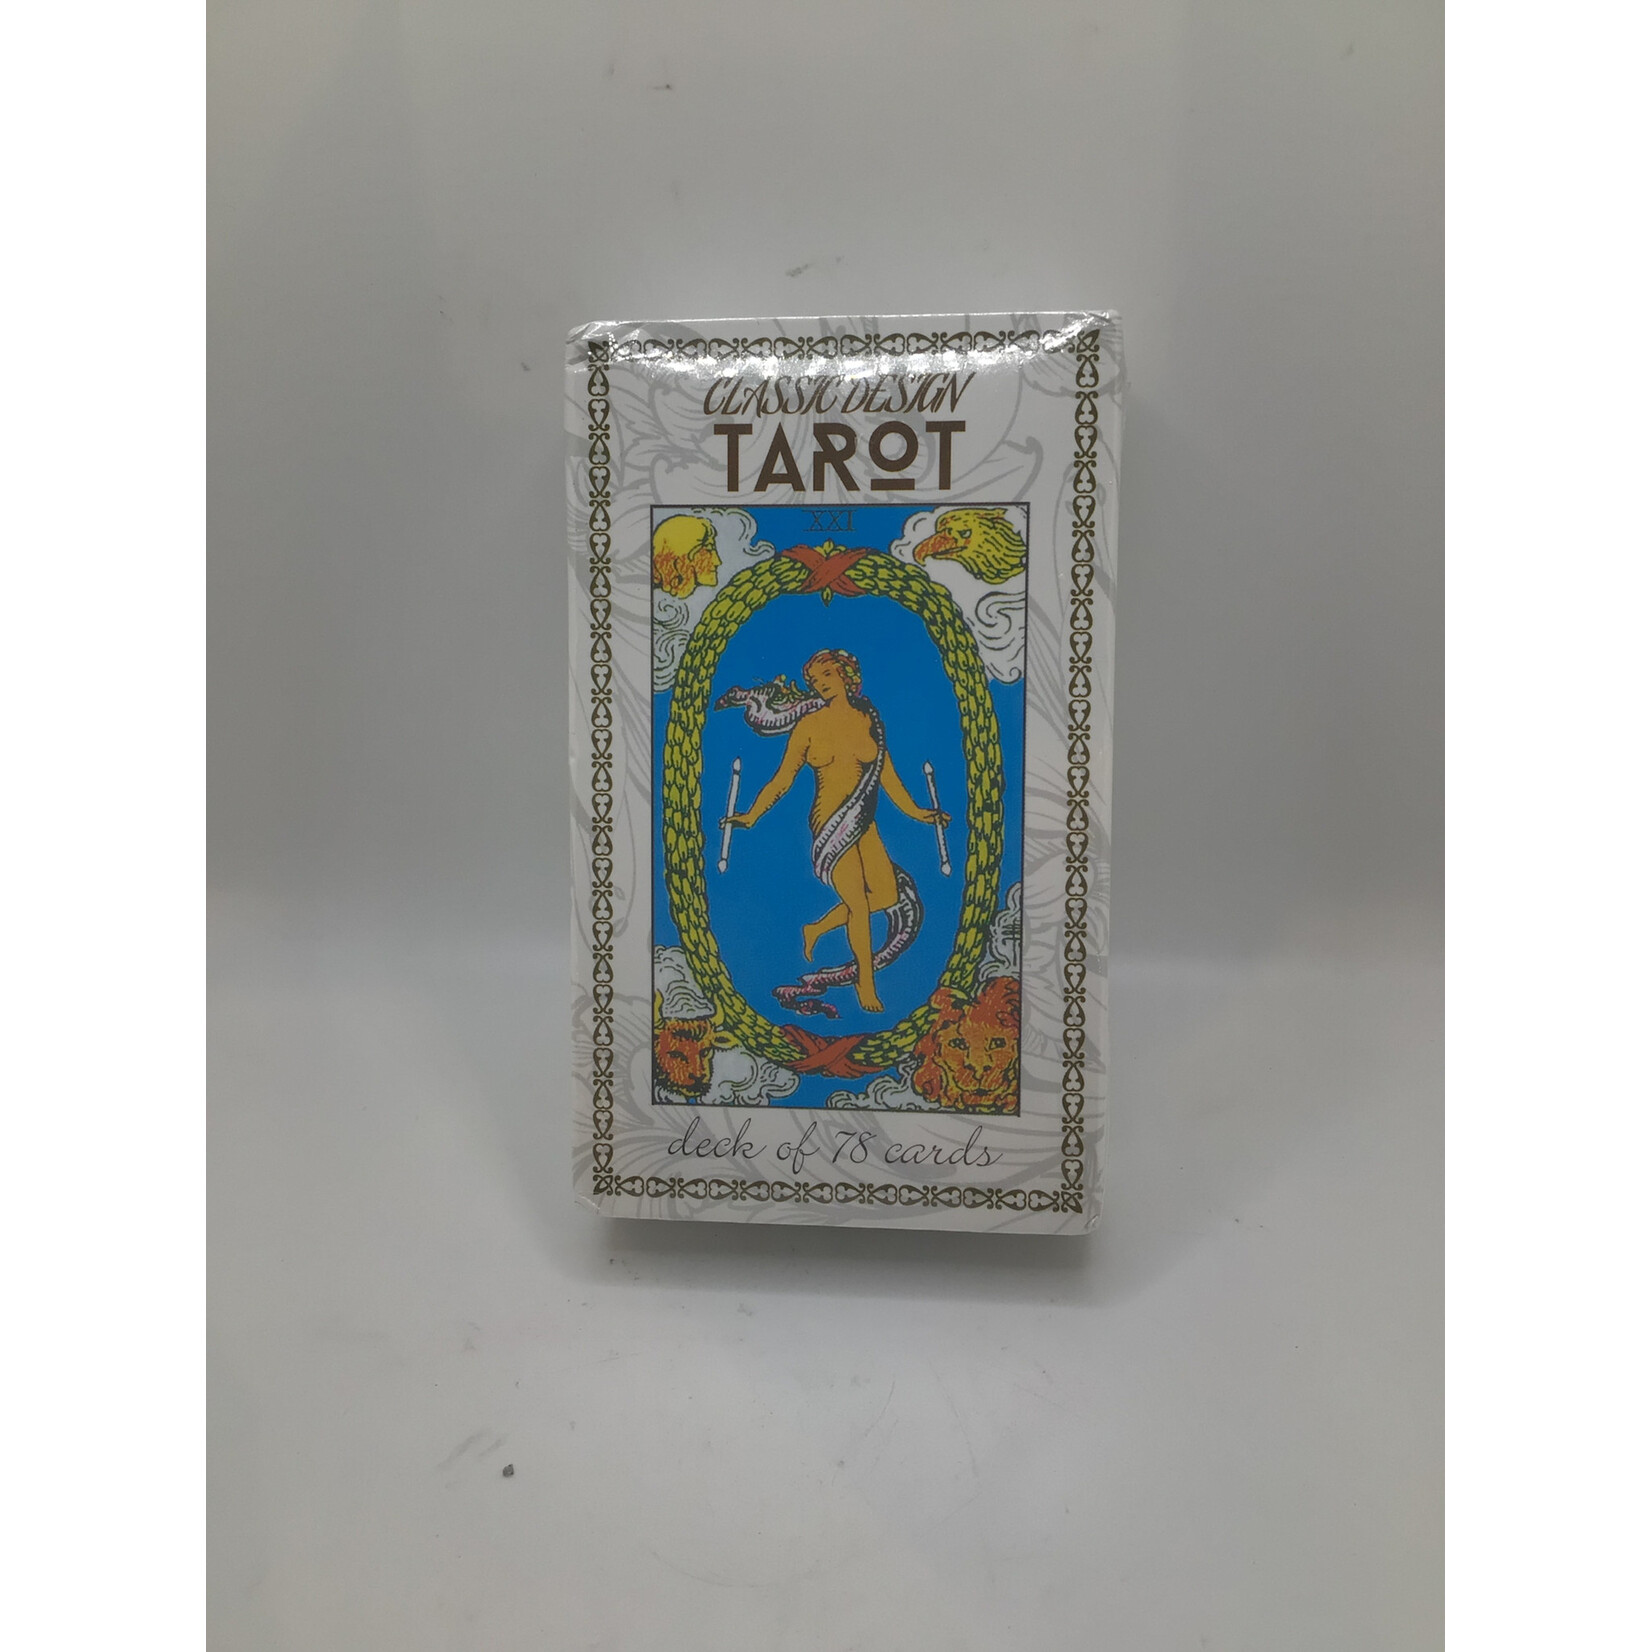 CLASSIC DESIGN
TAROT
XXI
deck of 78 cards